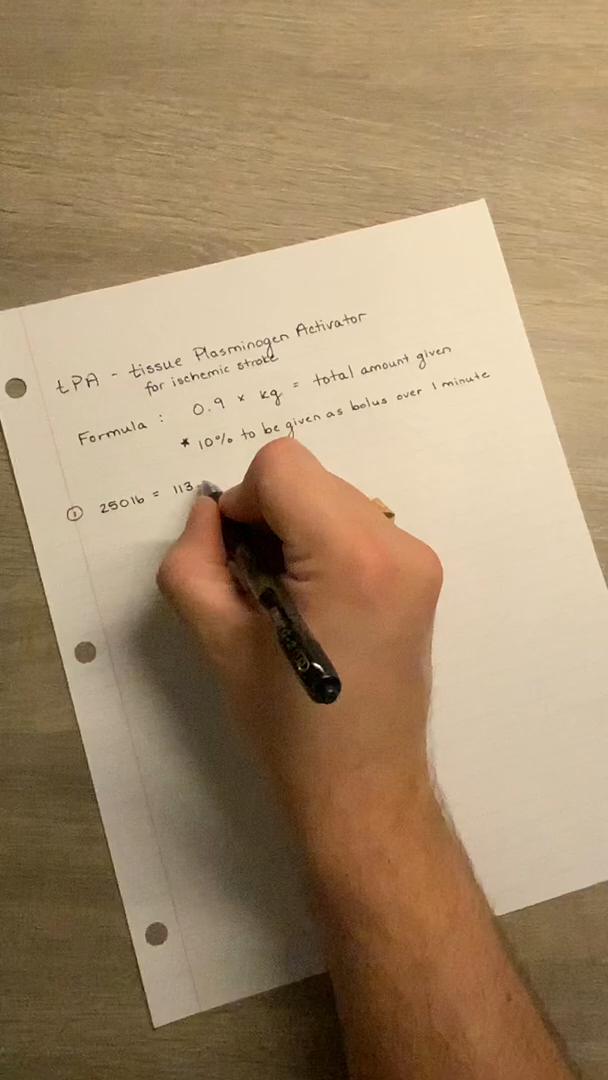 tPA - tissue Plasminogen Activator
for ischemic stroke
Formula : 0.9 x kg = total amount given
* 10% to be given as bolus over 1 minute
① 250lb = 113